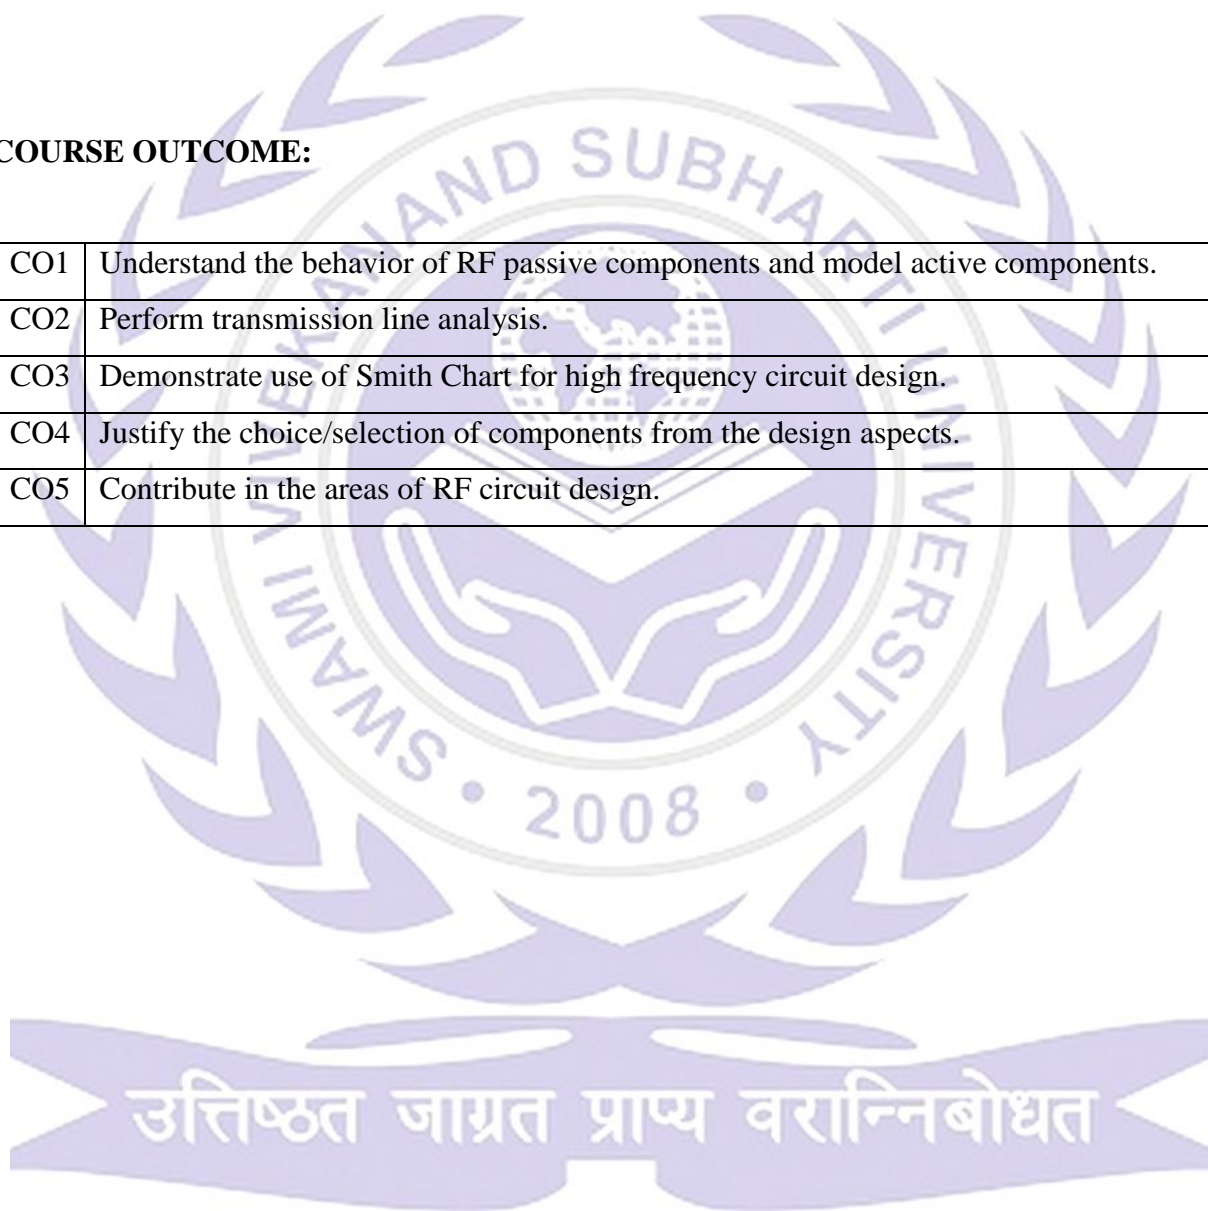 COURSE OUTCOME:
CO1 Understand the behavior of RF passive components and model active components.
CO2 Perform transmission line analysis.
CO3 Demonstrate use of Smith Chart for high frequency circuit design.
CO4 Justify the choice/selection of components from the design aspects.
CO5 Contribute in the areas of RF circuit design.
SWAMI VIVEKANAND SUBHARTI UNIVERSITY
• 2008 •
उत्तिष्ठत जाग्रत प्राप्य वरान्निबोधत